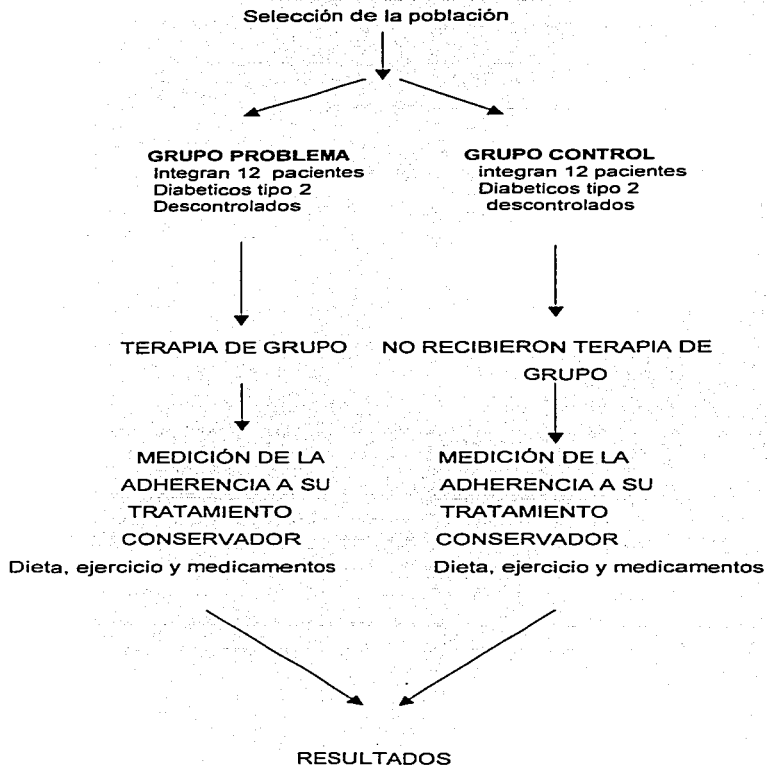 Selección de la población
GRUPO PROBLEMA
Integran 12 pacientes
Diabeticos tipo 2
Descontrolados
GRUPO CONTROL
integran 12 pacientes
Diabeticos tipo 2
descontrolados
TERAPIA DE GRUPO
NO RECIBIERON TERAPIA DE
GRUPO
MEDICIÓN DE LA
ADHERENCIA A SU
TRATAMIENTO
CONSERVADOR
Dieta, ejercicio y medicamentos
MEDICIÓN DE LA
ADHERENCIA A SU
TRATAMIENTO
CONSERVADOR
Dieta, ejercicio y medicamentos
RESULTADOS